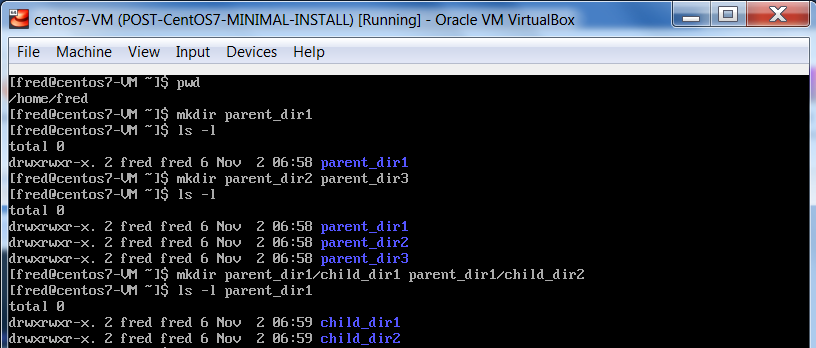 centos7-VM (POST-CentOS7-MINIMAL-INSTALL) [Running] - Oracle VM VirtualBox
File Machine View Input Devices Help
[fred@centos7-VM ~]$ pwd
/home/fred
[fred@centos7-VM ~]$ mkdir parent_dir1
[fred@centos7-VM ~]$ ls -l
total 0
drwxrwxr-x. 2 fred fred 6 Nov  2 06:58 parent_dir1
[fred@centos7-VM ~]$ mkdir parent_dir2 parent_dir3
[fred@centos7-VM ~]$ ls -l
total 0
drwxrwxr-x. 2 fred fred 6 Nov  2 06:58 parent_dir1
drwxrwxr-x. 2 fred fred 6 Nov  2 06:58 parent_dir2
drwxrwxr-x. 2 fred fred 6 Nov  2 06:58 parent_dir3
[fred@centos7-VM ~]$ mkdir parent_dir1/child_dir1 parent_dir1/child_dir2
[fred@centos7-VM ~]$ ls -l parent_dir1
total 0
drwxrwxr-x. 2 fred fred 6 Nov  2 06:59 child_dir1
drwxrwxr-x. 2 fred fred 6 Nov  2 06:59 child_dir2